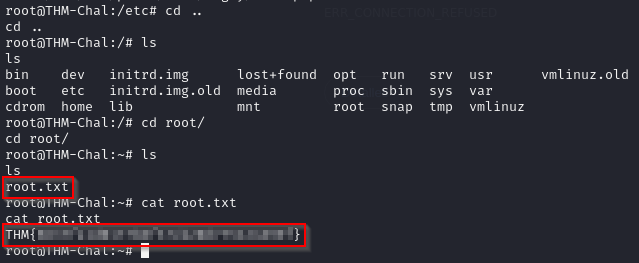 root@THM-Chal:/etc# cd ..
cd ..
root@THM-Chal:/# ls
ls
bin dev initrd.img lost+found opt run srv usr vmlinuz.old
boot etc initrd.img.old media proc sbin sys var
cdrom home lib mnt root snap tmp vmlinuz
root@THM-Chal:/# cd root/
cd root/
root@THM-Chal:~# ls
ls
root.txt
root@THM-Chal:~# cat root.txt
cat root.txt
THM{ }
root@THM-Chal:~#